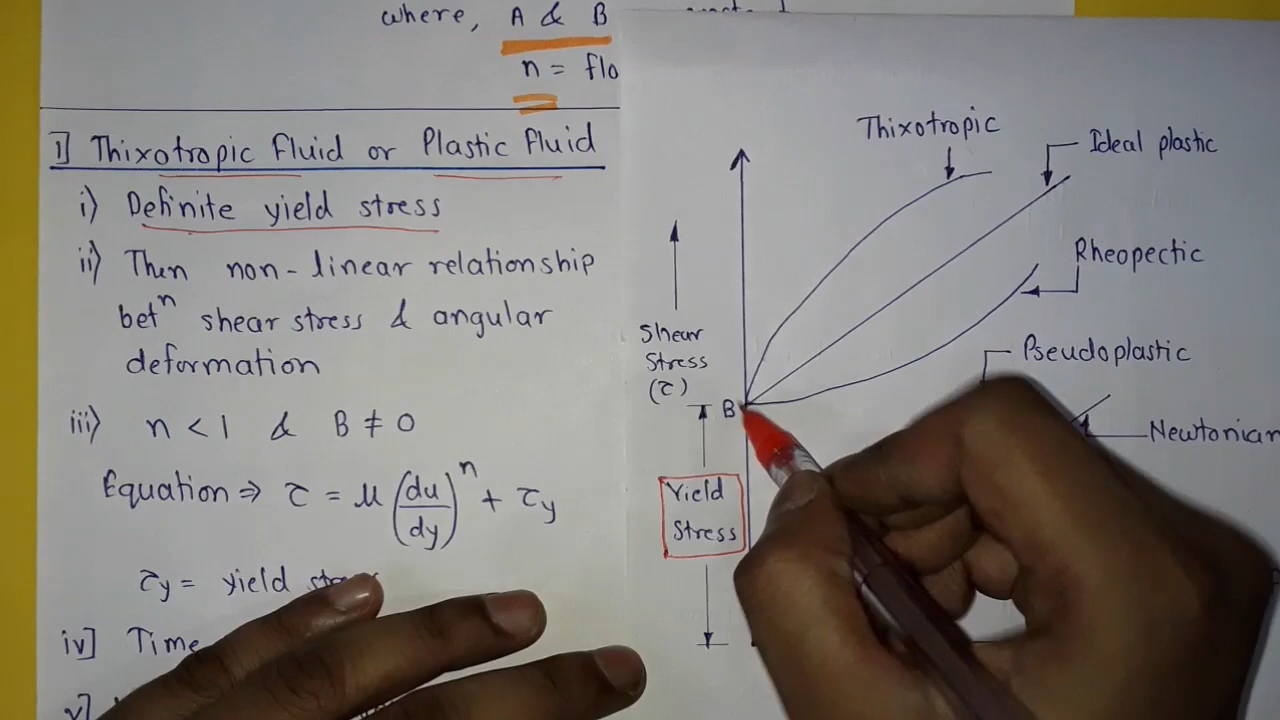 where, A & B
n = flo
1] Thixotropic Fluid or Plastic fluid
i) Definite yield stress
ii) Then non-linear relationship
betⁿ shear stress & angular
deformation
iii) n < 1 & B ≠ 0
Equation ⇒ τ = μ (du/dy)ⁿ + τy
τy = yield
iv] Time
v]
Thixotropic
Ideal plastic
Rheopectic
Shear
Stress
(τ)
Pseudoplastic
B
Newtonian
Yield
Stress